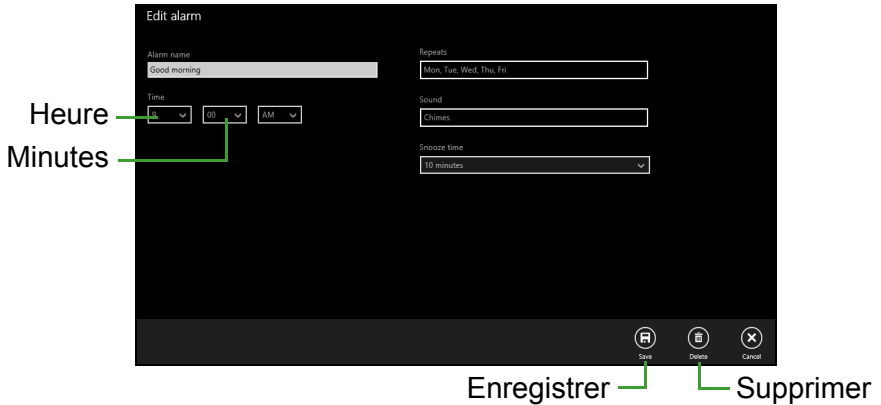 Edit alarm
Alarm name
Good morning
Time
00
AM
Repeats
Mon, Tue, Wed, Thu, Fri
Sound
Chimes
Snooze time
10 minutes
Heure
Minutes
Save
Delete
Cancel
Enregistrer
Supprimer